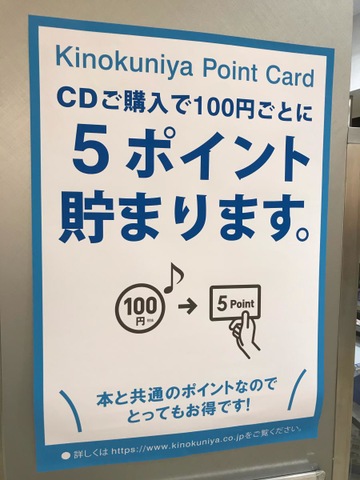 Kinokuniya Point Card
CDご購入で100円ごとに
5ポイント
貯まります。
100
円
5 Point
本と共通のポイントなので
とってもお得です!
●詳しくは https://www.kinokuniya.co.jpをご覧ください。